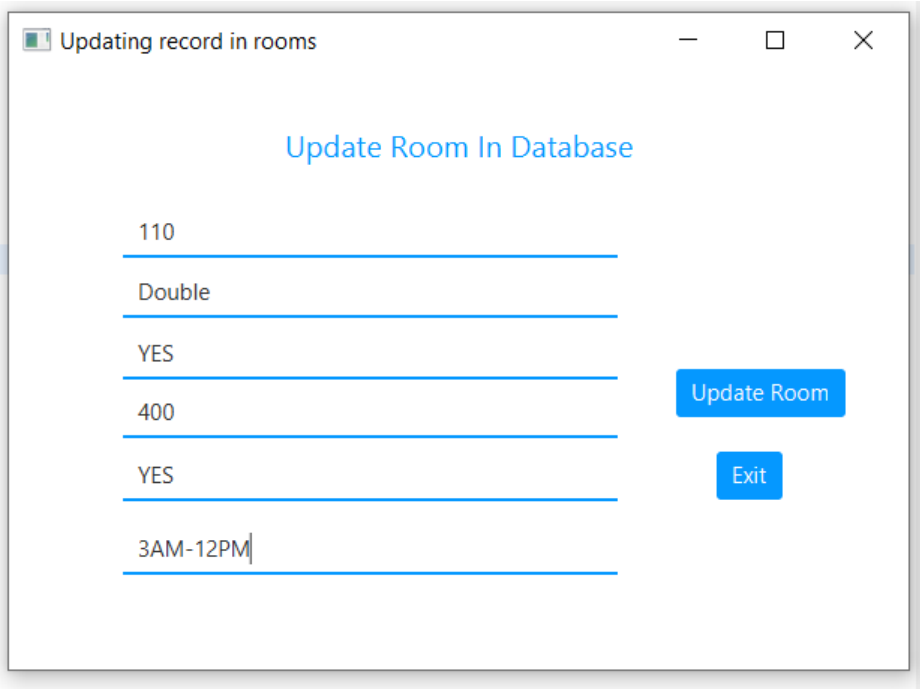 Updating record in rooms
Update Room In Database
110
Double
YES
400
Update Room
YES
Exit
3AM-12PM